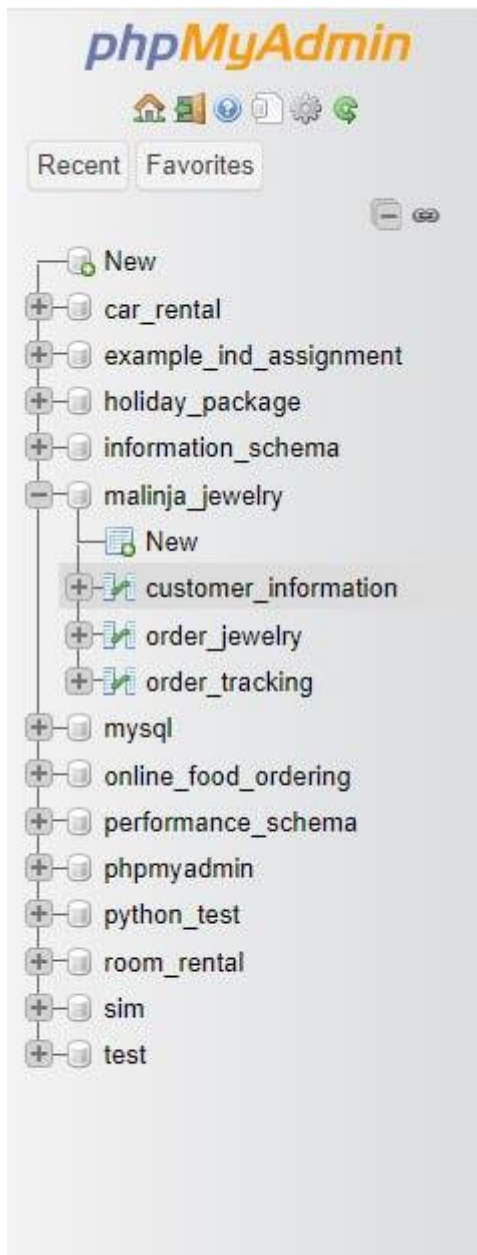 phpMyAdmin
Recent Favorites
New
car_rental
example_ind_assignment
holiday_package
information_schema
malinja_jewelry
New
customer_information
order_jewelry
order_tracking
mysql
online_food_ordering
performance_schema
phpmyadmin
python_test
room_rental
sim
test